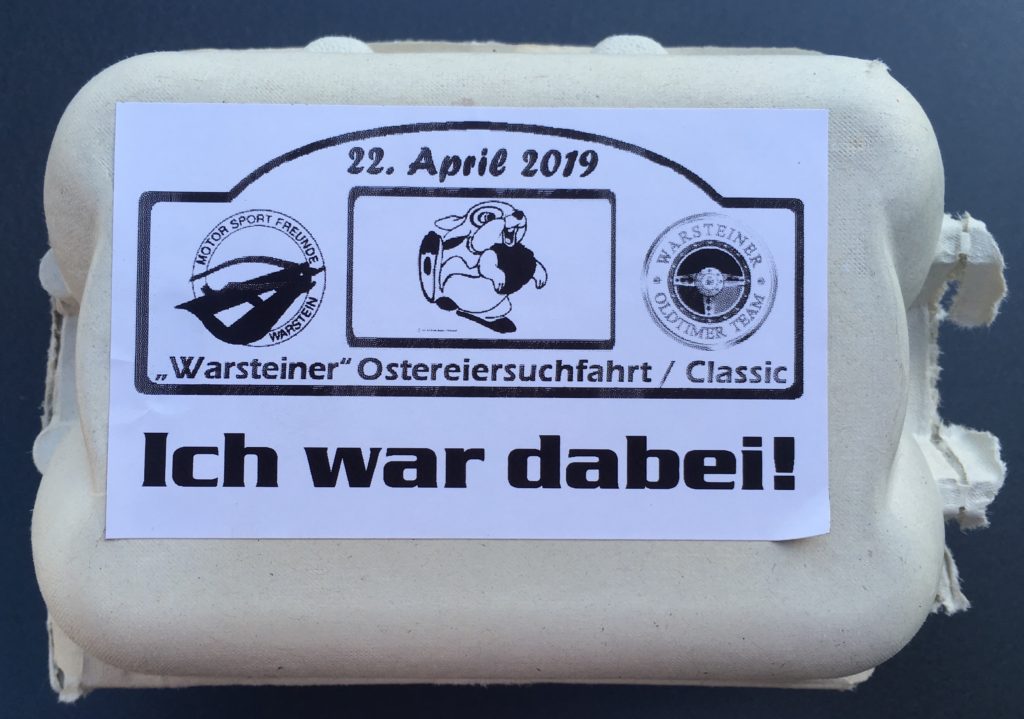 22. April 2019
MOTOR SPORT FREUNDE
WARSTEIN
WARSTEINER
OLDTIMER TEAM
„Warsteiner“ Ostereiersuchfahrt / Classic
Ich war dabei!